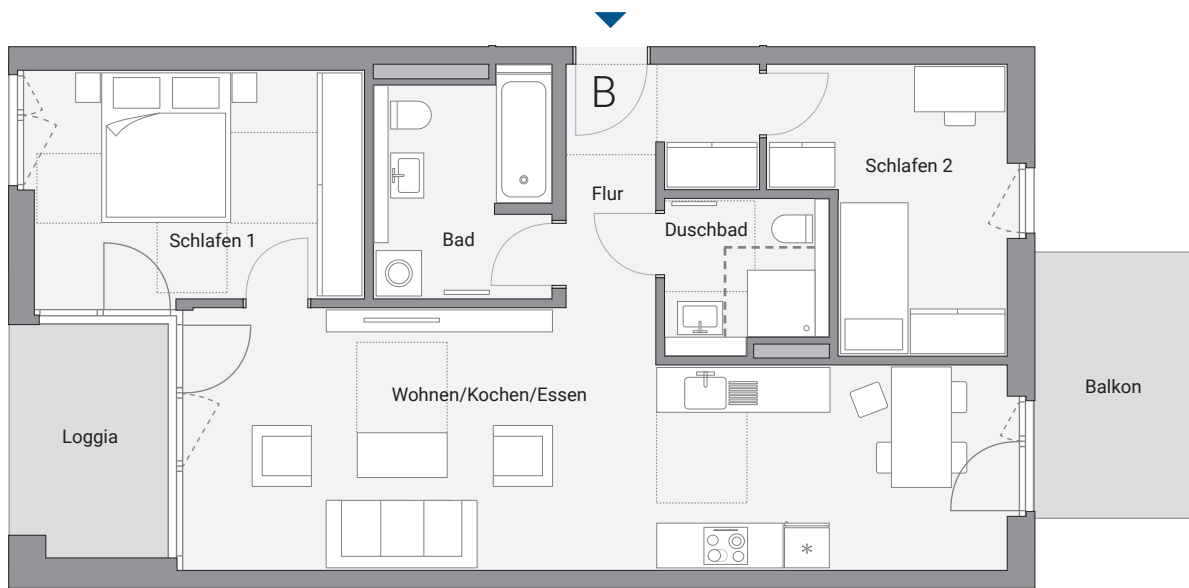 B
Schlafen 2
Flur
Duschbad
Schlafen 1
Bad
Wohnen/Kochen/Essen
Balkon
Loggia
*